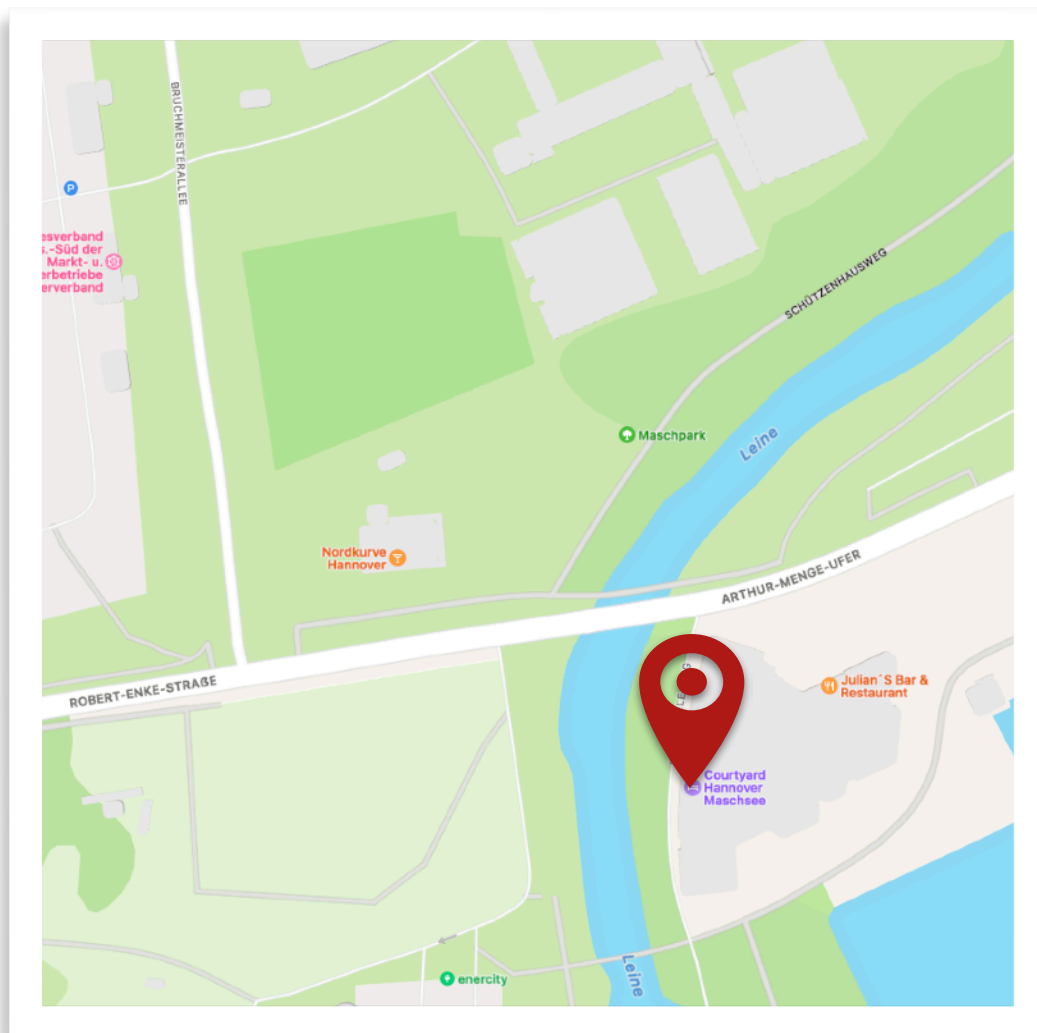 BRUCHMEISTERALLEE
P
esverband
s.-Süd der
Markt- u.
erbetriebe
erverband
SCHÜTZENHAUSWEG
Maschpark
Leine
Nordkurve
Hannover
ARTHUR-MENGE-UFER
ROBERT-ENKE-STRAßE
Julian´S Bar &
Restaurant
Courtyard
Hannover
Maschsee
enercity
Leine